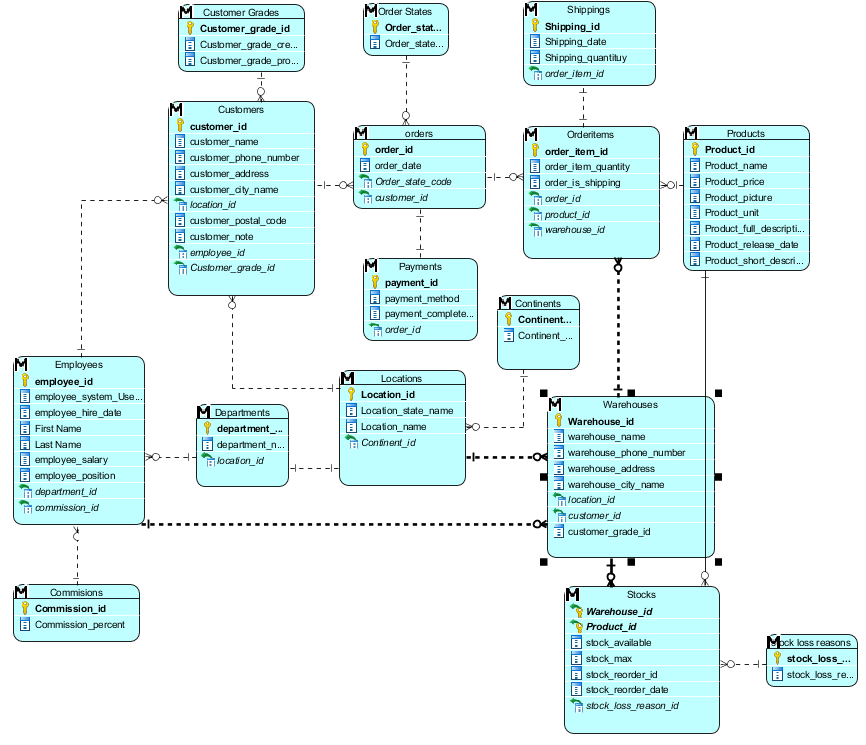 Customer Grades
Customer_grade_id
Customer_grade_cre...
Customer_grade_pro...
Order States
Order_stat...
Order_state...
Shippings
Shipping_id
Shipping_date
Shipping_quantituy
order_item_id
Customers
customer_id
customer_name
customer_phone_number
customer_address
customer_city_name
location_id
customer_postal_code
customer_note
employee_id
Customer_grade_id
orders
order_id
order_date
Order_state_code
customer_id
Orderitems
order_item_id
order_item_quantity
order_is_shipping
order_id
product_id
warehouse_id
Products
Product_id
Product_name
Product_price
Product_picture
Product_unit
Product_full_descripti...
Product_release_date
Product_short_descri...
Payments
payment_id
payment_method
payment_complete...
order_id
Continents
Continent...
Continent_...
Employees
employee_id
employee_system_Use...
employee_hire_date
First Name
Last Name
employee_salary
employee_position
department_id
commission_id
Departments
department_...
department_n...
location_id
Locations
Location_id
Location_state_name
Location_name
Continent_id
Warehouses
Warehouse_id
warehouse_name
warehouse_phone_number
warehouse_address
warehouse_city_name
location_id
customer_id
customer_grade_id
Commisions
Commission_id
Commission_percent
Stocks
Warehouse_id
Product_id
stock_available
stock_max
stock_reorder_id
stock_reorder_date
stock_loss_reason_id
loss reasons
stock_loss_...
stock_loss_re...